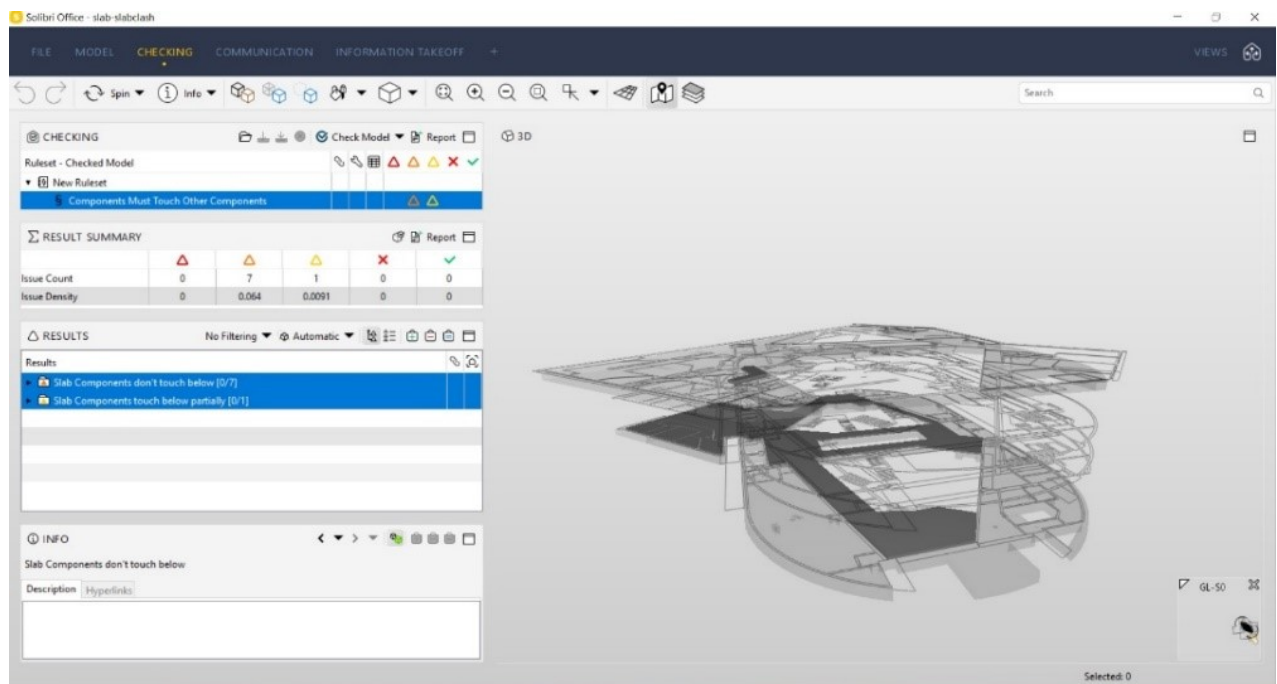 Solibri Office - slab-slabclash
FILE MODEL CHECKING COMMUNICATION INFORMATION TAKEOFF + VIEWS
Spin Info Search
CHECKING Check Model Report
3D
Ruleset - Checked Model
New Ruleset
§ Components Must Touch Other Components
RESULT SUMMARY Report
Issue Count 0 7 1 0 0
Issue Density 0 0.064 0.0091 0 0
RESULTS No Filtering Automatic
Results
Slab Components don't touch below [0/7]
Slab Components touch below partially [0/1]
INFO
Slab Components don't touch below
Description Hyperlinks
GL-S0
Selected: 0